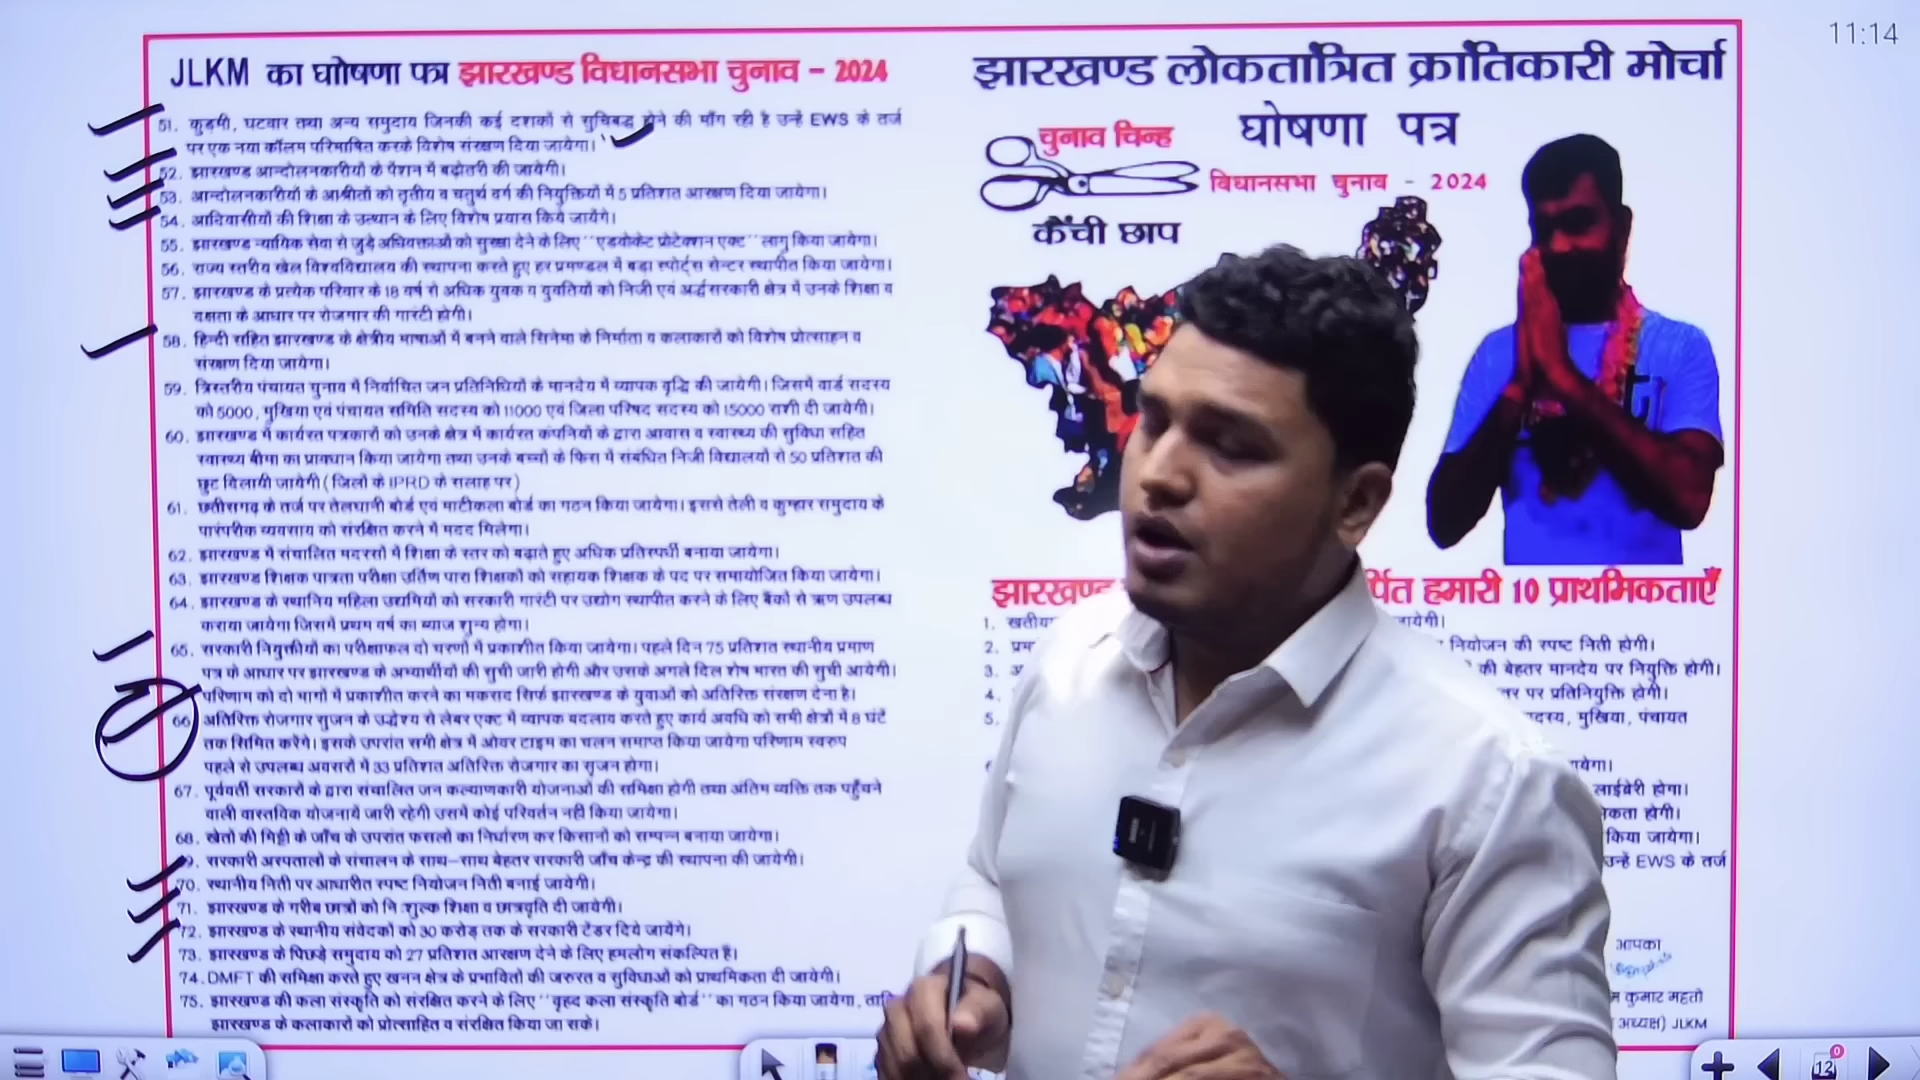 11:14
JLKM का घाोषणा पत्र झारखण्ड विधानसभा चुनाव – 2024
51. कुड़मी, घटवार तथा अन्य समुदाय जिनकी कई दशकों से सुचिबद्ध होने की माँग रही है उन्हें EWS के तर्ज
पर एक नया कॉलम परिभाषित करके विशेष संरक्षण दिया जायेगा।
52. झारखण्ड आन्दोलनकारीयों के पेंशन में बढ़ोतरी की जायेगी।
53. आन्दोलनकारीयों के आश्रीतों को तृतीय व चतुर्थ वर्ग की नियुक्तियों में 5 प्रतिशत आरक्षण दिया जायेगा।
54. आदिवासीयों की शिक्षा के उत्थान के लिए विशेष प्रयास किये जायेंगे।
55. झारखण्ड न्यायिक सेवा से जुड़े अधिवक्ताओं को सुरक्षा देने के लिए "एडवोकेट प्रोटेक्शन एक्ट" लागु किया जायेगा।
56. राज्य स्तरीय खेल विश्वविद्यालय की स्थापना करते हुए हर प्रमण्डल में बड़ा स्पोर्ट्स सेन्टर स्थापीत किया जायेगा।
57. झारखण्ड के प्रत्येक परिवार के 18 वर्ष से अधिक युवक व युवतियों को निजी एवं अर्द्धसरकारी क्षेत्र में उनके शिक्षा व
दक्षता के आधार पर रोजगार की गारंटी होगी।
58. हिन्दी सहित झारखण्ड के क्षेत्रीय भाषाओं में बनने वाले सिनेमा के निर्माता व कलाकारों को विशेष प्रोत्साहन व
संरक्षण दिया जायेगा।
59. त्रिस्तरीय पंचायत चुनाव में निर्वाचित जन प्रतिनिधियों के मानदेय में व्यापक वृद्धि की जायेगी। जिसमें वार्ड सदस्य
को 5000, मुखिया एवं पंचायत समिति सदस्य को 11000 एवं जिला परिषद सदस्य को 15000 राशी दी जायेगी।
60. झारखण्ड में कार्यरत पत्रकारों को उनके क्षेत्र में कार्यरत कंपनियों के द्वारा आवास व स्वास्थ्य की सुविधा सहित
स्वास्थ्य बीमा का प्रावधान किया जायेगा तथा उनके बच्चों के फिस में संबंधित निजी विद्यालयों से 50 प्रतिशत की
छुट दिलायी जायेगी ( जिलों के IPRD के सलाह पर )
61. छतीसगढ़ के तर्ज पर तेलघानी बोर्ड एवं माटीकला बोर्ड का गठन किया जायेगा। इससे तेली व कुम्हार समुदाय के
पारंपरीक व्यवसाय को संरक्षित करने में मदद मिलेगा।
62. झारखण्ड में संचालित मदरसों में शिक्षा के स्तर को बढ़ाते हुए अधिक प्रतिस्पर्धी बनाया जायेगा।
63. झारखण्ड शिक्षक पात्रता परीक्षा उर्तिण पारा शिक्षकों को सहायक शिक्षक के पद पर समायोजित किया जायेगा।
64. झारखण्ड के स्थानिय महिला उद्यमियों को सरकारी गारंटी पर उद्योग स्थापीत करने के लिए बैंकों से ऋण उपलब्ध
कराया जायेगा जिसमें प्रथम वर्ष का ब्याज शुन्य होगा।
65. सरकारी नियुक्तीयों का परीक्षाफल दो चरणों में प्रकाशीत किया जायेगा। पहले दिन 75 प्रतिशत स्थानीय प्रमाण
पत्र के आधार पर झारखण्ड के अभ्यार्थीयों की सुची जारी होगी और उसके अगले दिल शेष भारत की सुची आयेगी।
परिणाम को दो भागों में प्रकाशीत करने का मकसद सिर्फ झारखण्ड के युवाओं को अतिरिक्त संरक्षण देना है।
66. अतिरिक्त रोजगार सृजन के उद्देश्य से लेबर एक्ट में व्यापक बदलाव करते हुए कार्य अवधि को सभी क्षेत्रों में 8 घंटे
तक सिमित करेंगे। इसके उपरांत सभी क्षेत्र में ओवर टाइम का चलन समाप्त किया जायेगा परिणाम स्वरुप
पहले से उपलब्ध अवसरों में 33 प्रतिशत अतिरिक्त रोजगार का सृजन होगा।
67. पूर्ववर्ती सरकारों के द्वारा संचालित जन कल्याणकारी योजनाओं की समिक्षा होगी तथा अंतिम व्यक्ति तक पहुँचने
वाली वास्तविक योजनायें जारी रहेगी उसमें कोई परिवर्तन नहीं किया जायेगा।
68. खेतों की मिट्टी के जाँच के उपरांत फसलों का निर्धारण कर किसानों को सम्पन्न बनाया जायेगा।
सरकारी अस्पतालों के संचालन के साथ–साथ बेहतर सरकारी जाँच केन्द्र की स्थापना की जायेगी।
70. स्थानीय निती पर आधारीत स्पष्ट नियोजन निती बनाई जायेगी।
71. झारखण्ड के गरीब छात्रों को निःशुल्क शिक्षा व छात्रवृति दी जायेगी।
72. झारखण्ड के स्थानीय संवेदकों को 30 करोड़ तक के सरकारी टेंडर दिये जायेंगे।
73. झारखण्ड के पिछड़े समुदाय को 27 प्रतिशत आरक्षण देने के लिए हमलोग संकल्पित हैं।
74. DMFT की समिक्षा करते हुए खनन क्षेत्र के प्रभावितों की जरुरत व सुविधाओं को प्राथमिकता दी जायेगी।
75. झारखण्ड की कला संस्कृति को संरक्षित करने के लिए "वृहद कला संस्कृति बोर्ड" का गठन किया जायेगा,
झारखण्ड के कलाकारों को प्रोत्साहित व संरक्षित किया जा सके।
झारखण्ड लोकतांत्रित क्रांतिकारी मोर्चा
घोषणा पत्र
चुनाव चिन्ह
विधानसभा चुनाव - 2024
कैंची छाप
झारखण्ड
हमारी 10 प्राथमिकताएँ
1. जायेगी।
2. नियोजन की स्पष्ट निती होगी।
3. की बेहतर मानदेय पर नियुक्ति होगी।
4. पर प्रतिनियुक्ति होगी।
5. मुखिया, पंचायत
लाईब्रेरी होगा।
होगी।
किया जायेगा।
उन्हें EWS के तर्ज
आपका
कुमार महतो
अध्यक्ष) JLKM
12
0